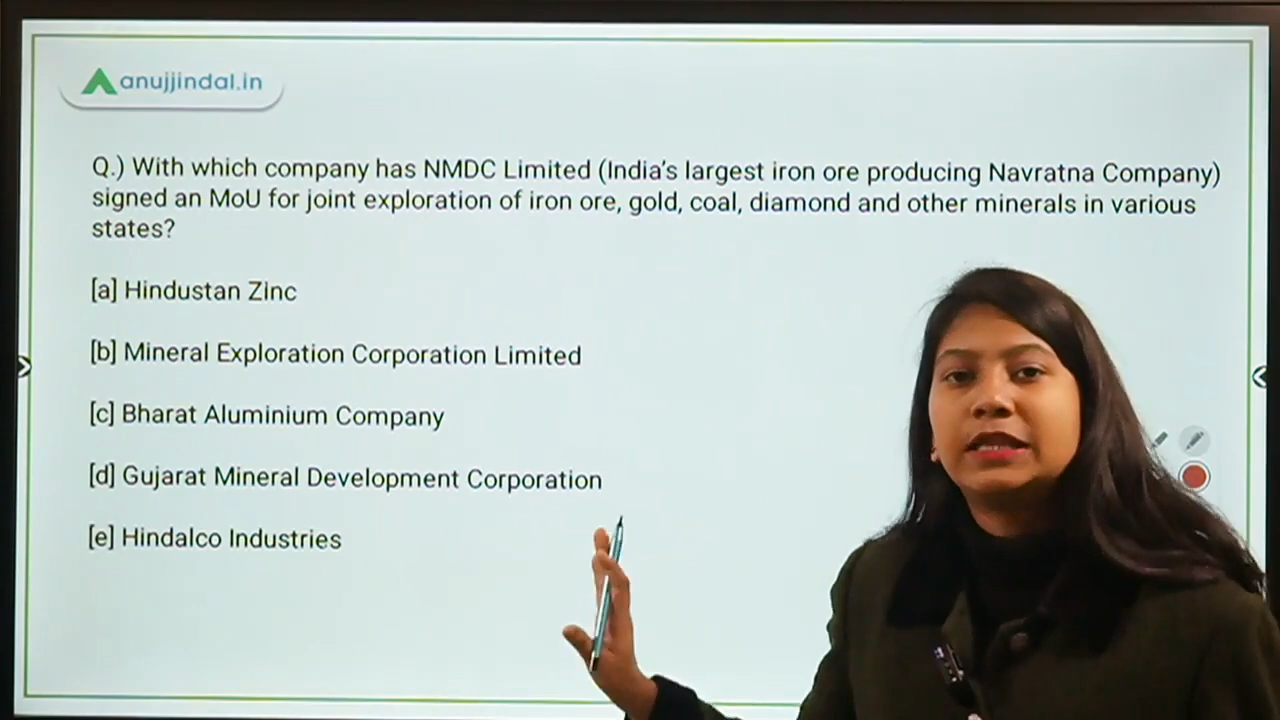 anujjindal.in
Q.) With which company has NMDC Limited (India's largest iron ore producing Navratna Company)
signed an MoU for joint exploration of iron ore, gold, coal, diamond and other minerals in various
states?
[a] Hindustan Zinc
[b] Mineral Exploration Corporation Limited
[c] Bharat Aluminium Company
[d] Gujarat Mineral Development Corporation
[e] Hindalco Industries